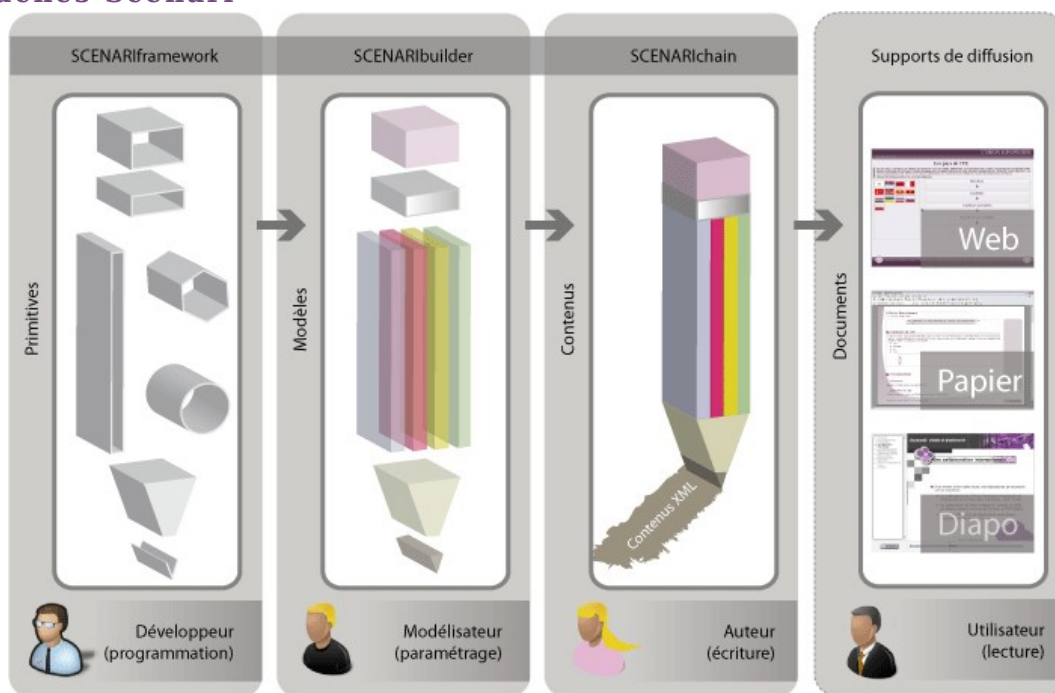 SCENARIframework
SCENARIbuilder
SCENARIchain
Supports de diffusion
Primitives
Modèles
Contenus
Contenus XML
Documents
Web
Papier
Diapo
Développeur
(programmation)
Modélisateur
(paramétrage)
Auteur
(écriture)
Utilisateur
(lecture)